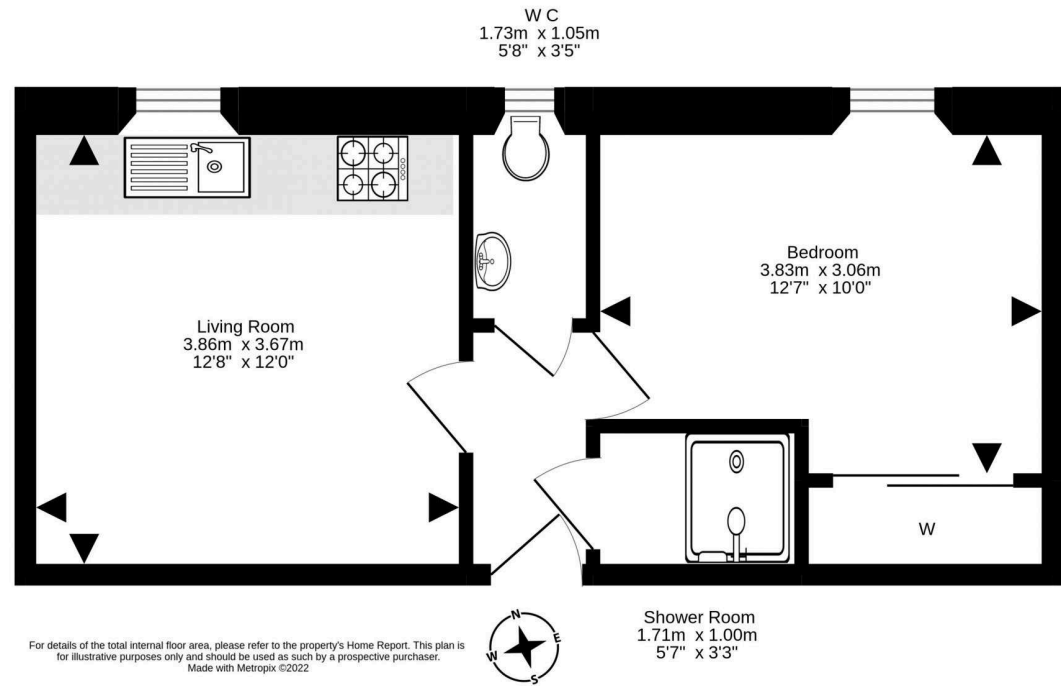 W C
1.73m x 1.05m
5'8" x 3'5"
Bedroom
3.83m x 3.06m
12'7" x 10'0"
Living Room
3.86m x 3.67m
12'8" x 12'0"
W
Shower Room
1.71m x 1.00m
5'7" x 3'3"
N
E
W
S
For details of the total internal floor area, please refer to the property's Home Report. This plan is
for illustrative purposes only and should be used as such by a prospective purchaser.
Made with Metropix ©2022